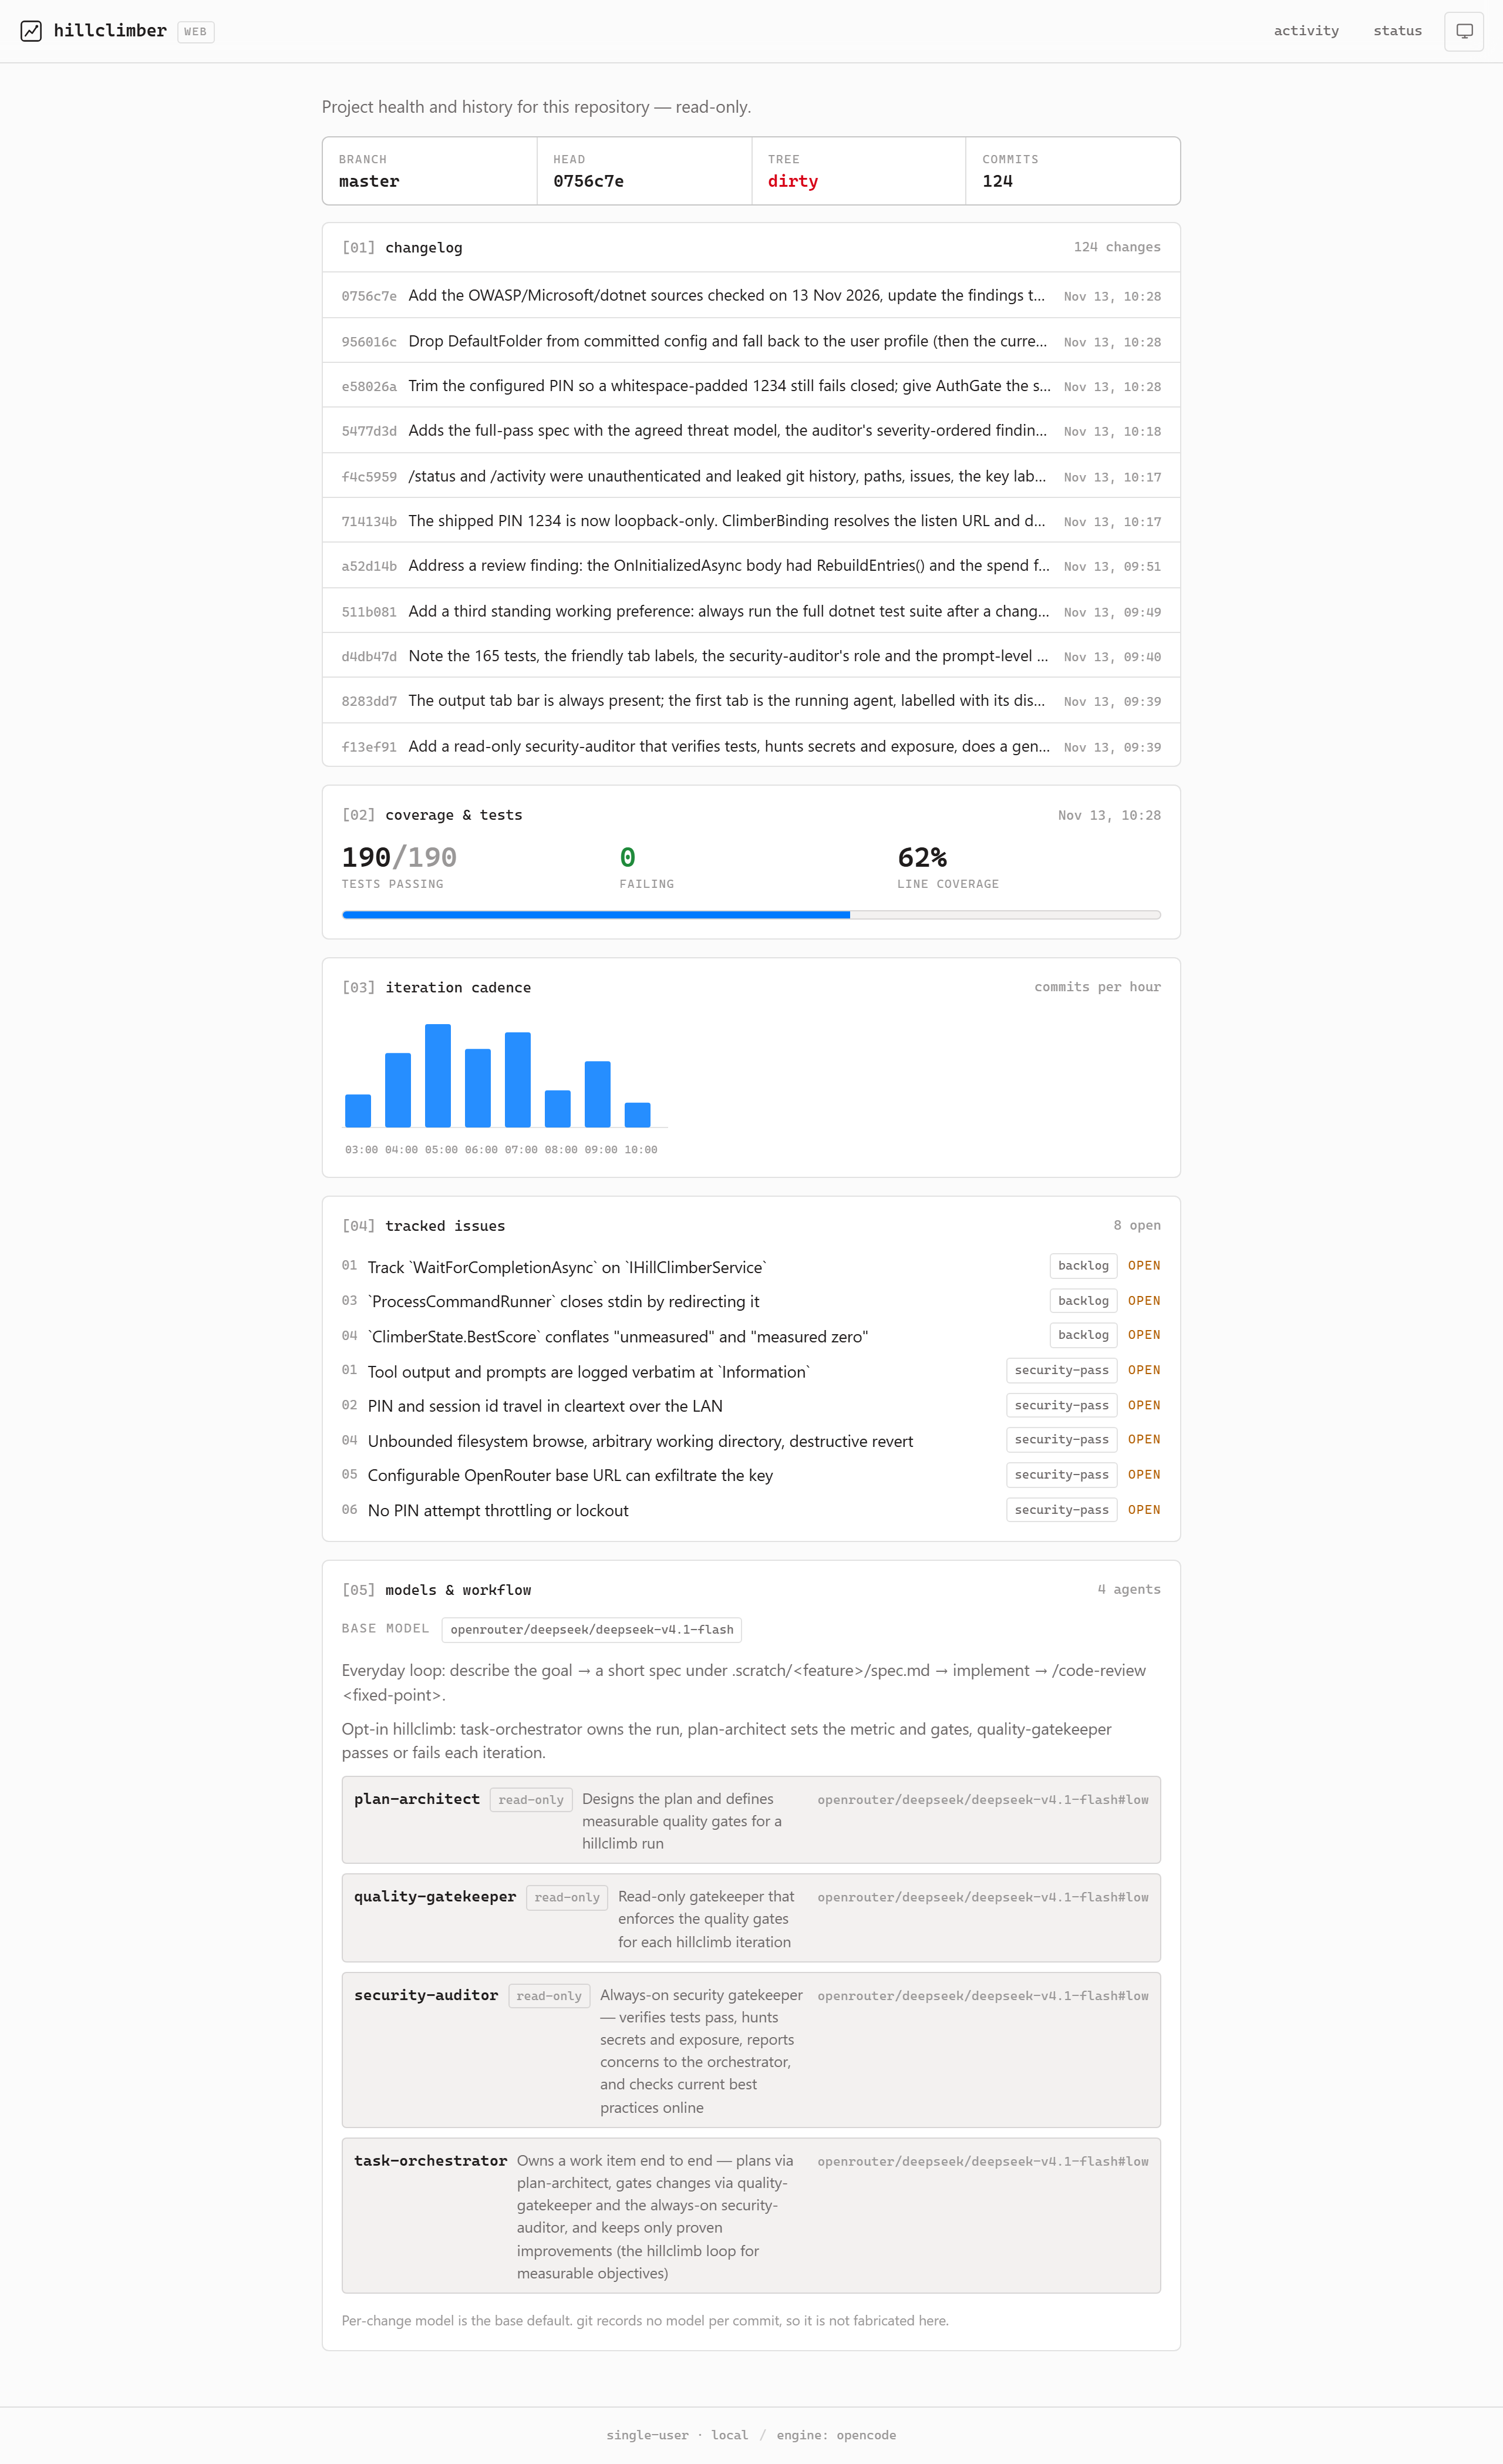 hillclimber WEB activity status
Project health and history for this repository — read-only.
BRANCH HEAD TREE COMMITS
master 0756c7e dirty 124
[01] changelog 124 changes
0756c7e Add the OWASP/Microsoft/dotnet sources checked on 13 Nov 2026, update the findings t... Nov 13, 10:28
956016c Drop DefaultFolder from committed config and fall back to the user profile (then the curre... Nov 13, 10:28
e58026a Trim the configured PIN so a whitespace-padded 1234 still fails closed; give AuthGate the s... Nov 13, 10:28
5477d3d Adds the full-pass spec with the agreed threat model, the auditor's severity-ordered findin... Nov 13, 10:18
f4c5959 /status and /activity were unauthenticated and leaked git history, paths, issues, the key lab... Nov 13, 10:17
714134b The shipped PIN 1234 is now loopback-only. ClimberBinding resolves the listen URL and d... Nov 13, 10:17
a52d14b Address a review finding: the OnInitializedAsync body had RebuildEntries() and the spend f... Nov 13, 09:51
511b081 Add a third standing working preference: always run the full dotnet test suite after a chang... Nov 13, 09:49
d4db47d Note the 165 tests, the friendly tab labels, the security-auditor's role and the prompt-level ... Nov 13, 09:40
8283dd7 The output tab bar is always present; the first tab is the running agent, labelled with its dis... Nov 13, 09:39
f13ef91 Add a read-only security-auditor that verifies tests, hunts secrets and exposure, does a gen... Nov 13, 09:39
[02] coverage & tests Nov 13, 10:28
190/190 0 62%
TESTS PASSING FAILING LINE COVERAGE
[03] iteration cadence commits per hour
03:00 04:00 05:00 06:00 07:00 08:00 09:00 10:00
[04] tracked issues 8 open
01 Track `WaitForCompletionAsync` on `IHillClimberService` backlog OPEN
03 `ProcessCommandRunner` closes stdin by redirecting it backlog OPEN
04 `ClimberState.BestScore` conflates "unmeasured" and "measured zero" backlog OPEN
01 Tool output and prompts are logged verbatim at `Information` security-pass OPEN
02 PIN and session id travel in cleartext over the LAN security-pass OPEN
04 Unbounded filesystem browse, arbitrary working directory, destructive revert security-pass OPEN
05 Configurable OpenRouter base URL can exfiltrate the key security-pass OPEN
06 No PIN attempt throttling or lockout security-pass OPEN
[05] models & workflow 4 agents
BASE MODEL openrouter/deepseek/deepseek-v4.1-flash
Everyday loop: describe the goal → a short spec under .scratch/<feature>/spec.md → implement → /code-review
<fixed-point>.
Opt-in hillclimb: task-orchestrator owns the run, plan-architect sets the metric and gates, quality-gatekeeper
passes or fails each iteration.
plan-architect read-only Designs the plan and defines openrouter/deepseek/deepseek-v4.1-flash#low
measurable quality gates for a
hillclimb run
quality-gatekeeper read-only Read-only gatekeeper that openrouter/deepseek/deepseek-v4.1-flash#low
enforces the quality gates
for each hillclimb iteration
security-auditor read-only Always-on security gatekeeper openrouter/deepseek/deepseek-v4.1-flash#low
— verifies tests pass, hunts
secrets and exposure, reports
concerns to the orchestrator,
and checks current best
practices online
task-orchestrator Owns a work item end to end — plans via openrouter/deepseek/deepseek-v4.1-flash#low
plan-architect, gates changes via quality-
gatekeeper and the always-on security-
auditor, and keeps only proven
improvements (the hillclimb loop for
measurable objectives)
Per-change model is the base default. git records no model per commit, so it is not fabricated here.
single-user · local / engine: opencode